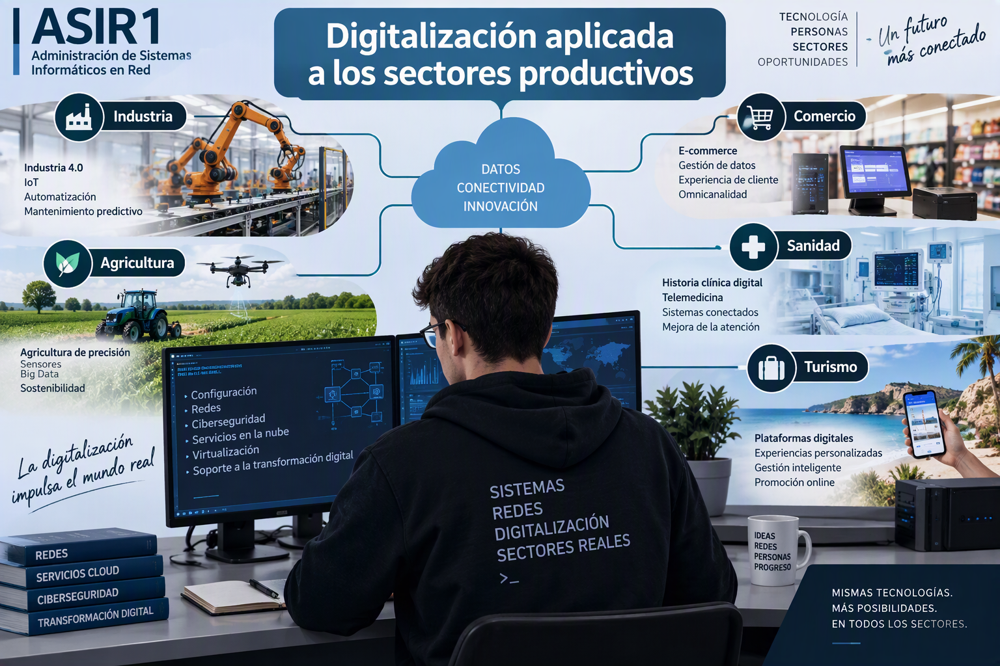 ASIR1
Administración de Sistemas
Informáticos en Red
Digitalización aplicada
a los sectores productivos
TECNOLOGÍA
PERSONAS
SECTORES
OPORTUNIDADES
Un futuro
más conectado
Industria
Industria 4.0
IoT
Automatización
Mantenimiento predictivo
DATOS
CONECTIVIDAD
INNOVACIÓN
Comercio
E-commerce
Gestión de datos
Experiencia de cliente
Omnicanalidad
Agricultura
Agricultura de precisión
Sensores
Big Data
Sostenibilidad
Sanidad
Historia clínica digital
Telemedicina
Sistemas conectados
Mejora de la atención
Turismo
Plataformas digitales
Experiencias personalizadas
Gestión inteligente
Promoción online
La digitalización
impulsa el mundo real
▸ Configuración
▸ Redes
▸ Ciberseguridad
▸ Servicios en la nube
▸ Virtualización
▸ Soporte a la transformación digital
SISTEMAS
REDES
DIGITALIZACIÓN
SECTORES REALES
>_
REDES
SERVICIOS CLOUD
CIBERSEGURIDAD
TRANSFORMACIÓN DIGITAL
IDEAS
REDES
PERSONAS
PROGRESO
MISMAS TECNOLOGÍAS.
MÁS POSIBILIDADES.
EN TODOS LOS SECTORES.